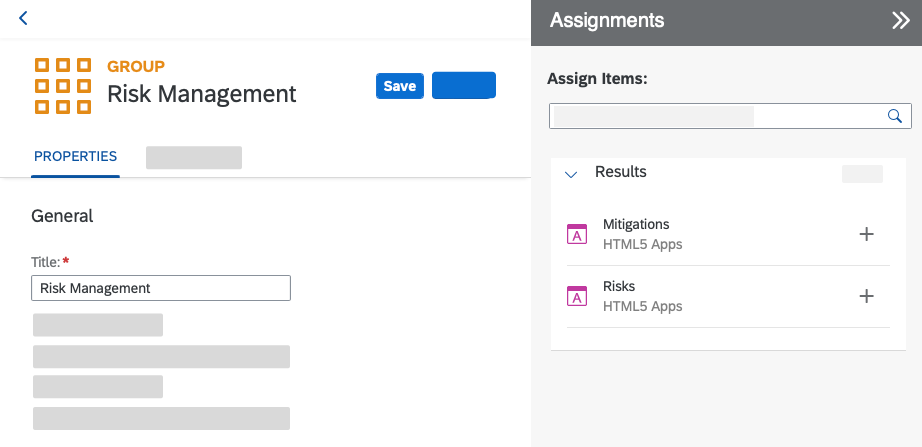 GROUP
Risk Management
Save
PROPERTIES
General
Title:*
Risk Management
Assignments
Assign Items:
Results
A
Mitigations
HTML5 Apps
A
Risks
HTML5 Apps